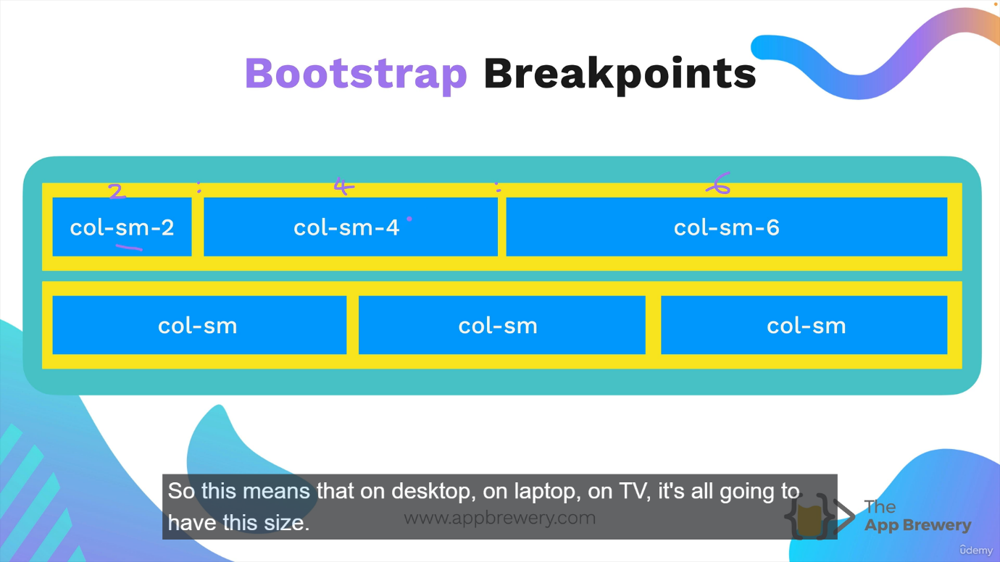 Bootstrap Breakpoints
2 : 4 : 6
col-sm-2 col-sm-4 col-sm-6
col-sm col-sm col-sm
So this means that on desktop, on laptop, on TV, it's all going to
have this size.
www.appbrewery.com
The
App Brewery
ûdemy